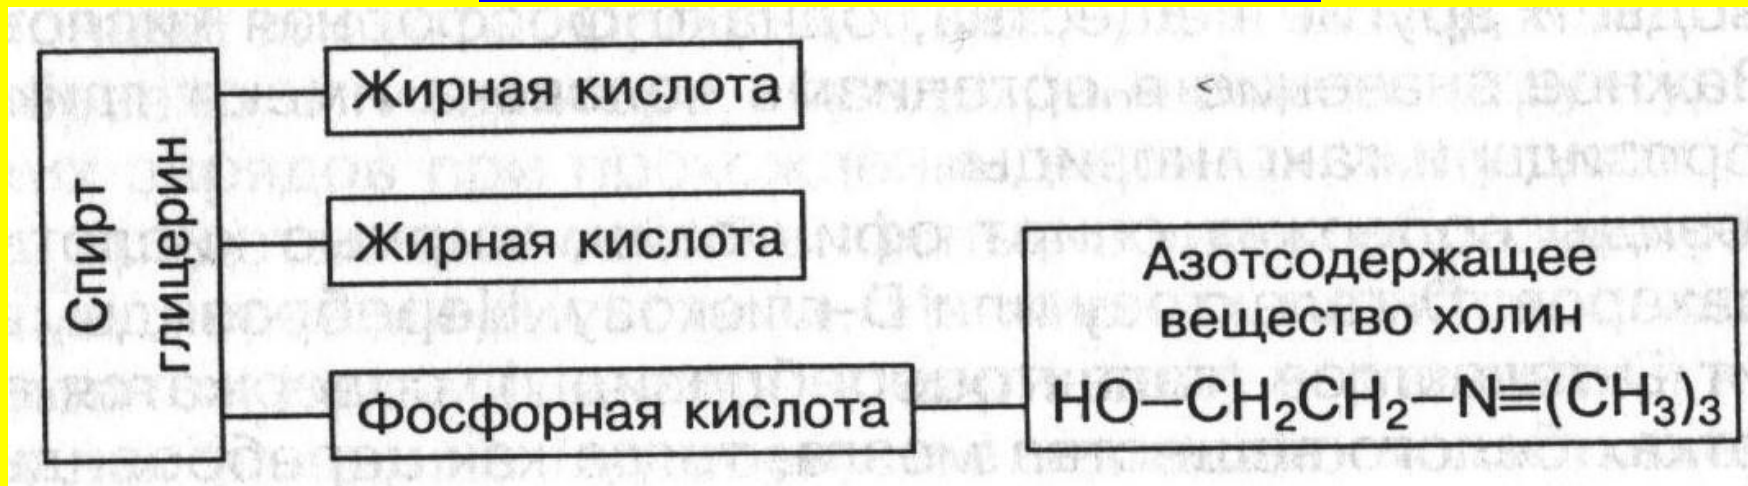 Спирт
глицерин
Жирная кислота
Жирная кислота
Фосфорная кислота
Азотсодержащее
вещество холин
HO—CH₂CH₂—N≡(CH₃)₃